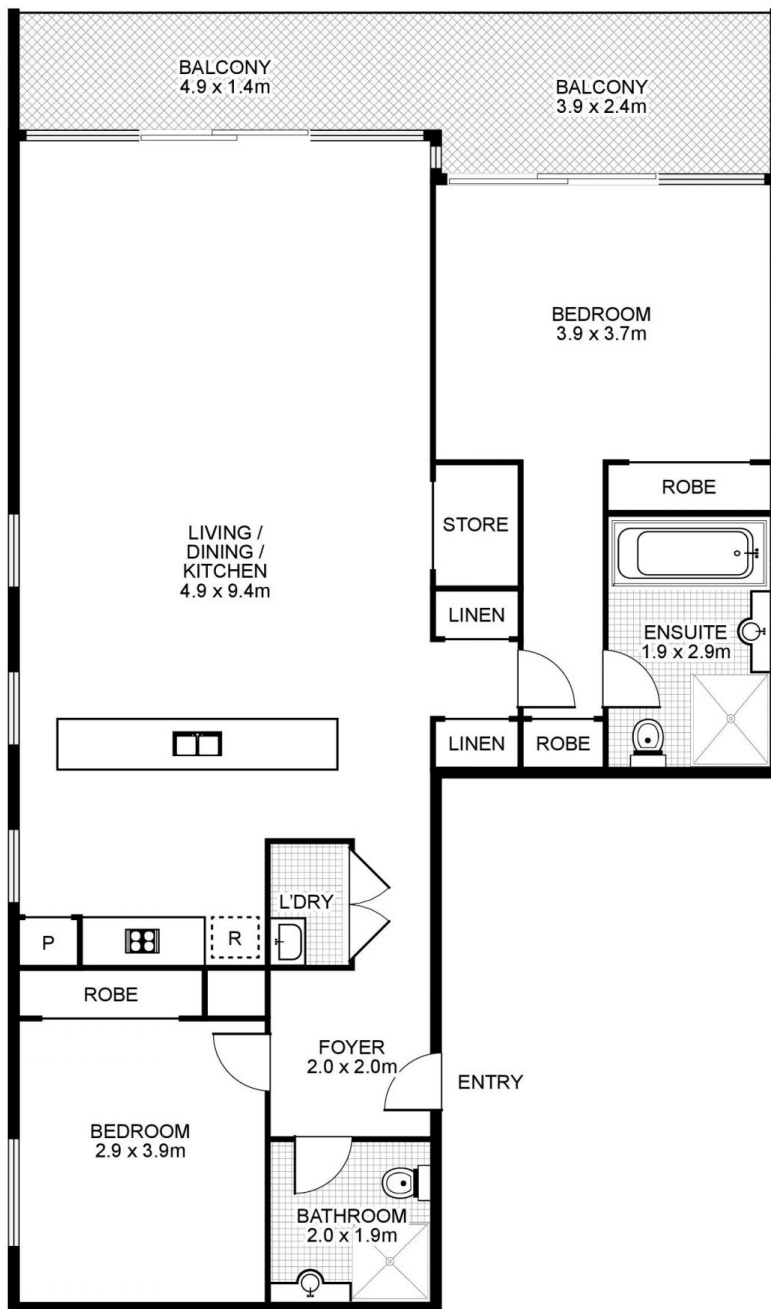 BALCONY
4.9 x 1.4m
BALCONY
3.9 x 2.4m
BEDROOM
3.9 x 3.7m
ROBE
STORE
LIVING /
DINING /
KITCHEN
4.9 x 9.4m
LINEN
ENSUITE
1.9 x 2.9m
LINEN
ROBE
L'DRY
P
R
ROBE
FOYER
2.0 x 2.0m
ENTRY
BEDROOM
2.9 x 3.9m
BATHROOM
2.0 x 1.9m